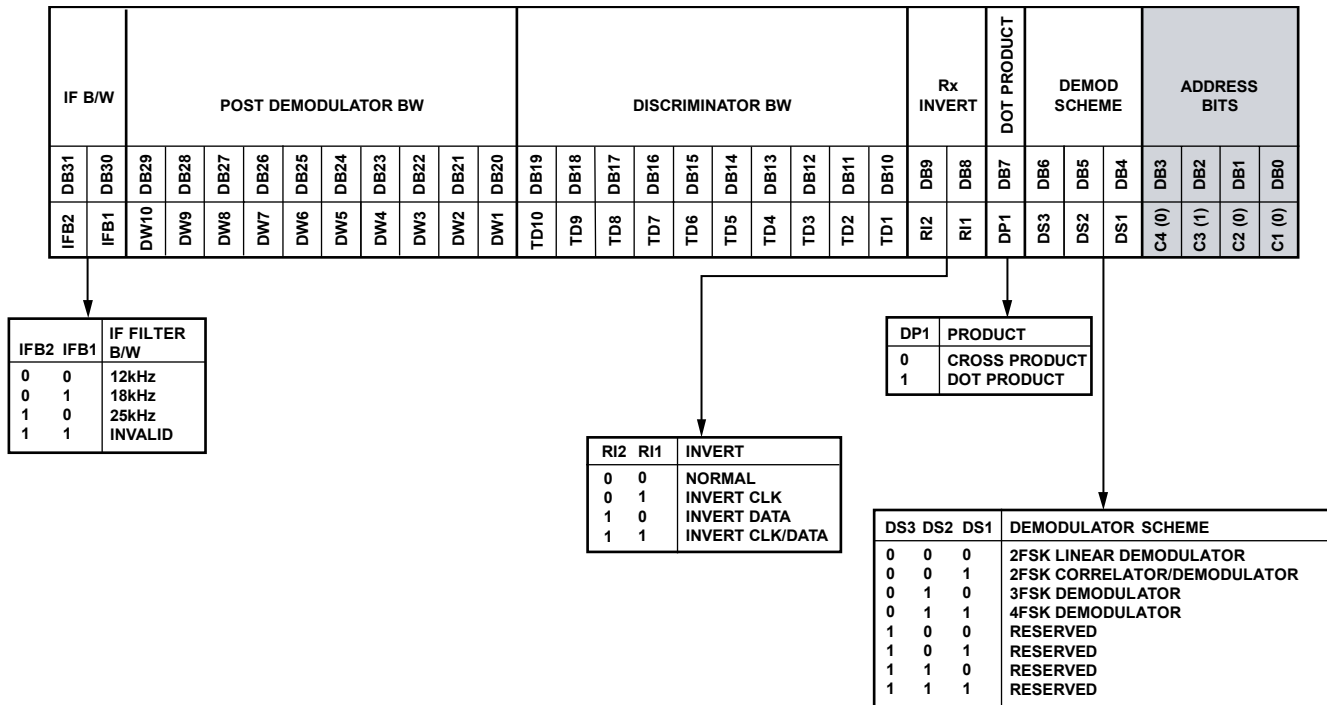 IF B/W POST DEMODULATOR BW DISCRIMINATOR BW Rx INVERT DOT PRODUCT DEMOD SCHEME ADDRESS BITS
DB31 DB30 DB29 DB28 DB27 DB26 DB25 DB24 DB23 DB22 DB21 DB20 DB19 DB18 DB17 DB16 DB15 DB14 DB13 DB12 DB11 DB10 DB9 DB8 DB7 DB6 DB5 DB4 DB3 DB2 DB1 DB0
IFB2 IFB1 DW10 DW9 DW8 DW7 DW6 DW5 DW4 DW3 DW2 DW1 TD10 TD9 TD8 TD7 TD6 TD5 TD4 TD3 TD2 TD1 RI2 RI1 DP1 DS3 DS2 DS1 C4 (0) C3 (1) C2 (0) C1 (0)
IFB2 IFB1 IF FILTER B/W
0 0 12kHz
0 1 18kHz
1 0 25kHz
1 1 INVALID
RI2 RI1 INVERT
0 0 NORMAL
0 1 INVERT CLK
1 0 INVERT DATA
1 1 INVERT CLK/DATA
DP1 PRODUCT
0 CROSS PRODUCT
1 DOT PRODUCT
DS3 DS2 DS1 DEMODULATOR SCHEME
0 0 0 2FSK LINEAR DEMODULATOR
0 0 1 2FSK CORRELATOR/DEMODULATOR
0 1 0 3FSK DEMODULATOR
0 1 1 4FSK DEMODULATOR
1 0 0 RESERVED
1 0 1 RESERVED
1 1 0 RESERVED
1 1 1 RESERVED